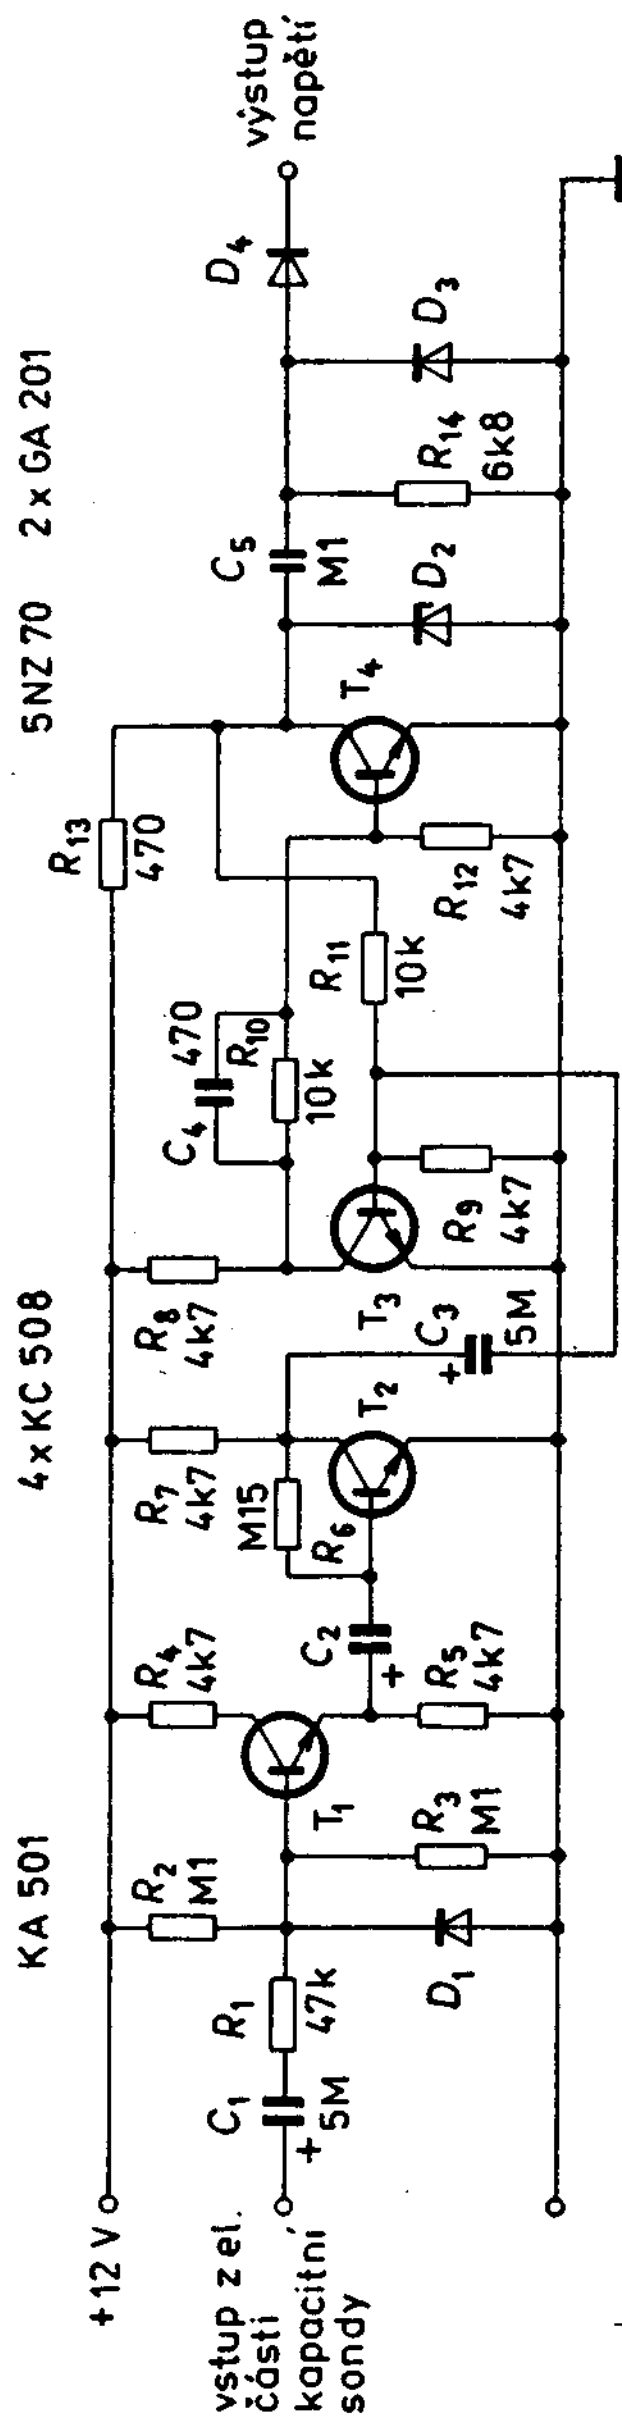 KA 501
4 x KC 508
5NZ 70
2 x GA 201
+12 V
R2
M1
R4
4k7
R7
4k7
R8
4k7
R13
470
vstup z el.
části
kapacitní
sondy
C1
+
5M
R1
47k
T1
D1
R3
M1
C2
+
R5
4k7
M15
R6
T2
C3
+
5M
T3
R9
4k7
C4
470
R10
10k
R11
10k
R12
4k7
T4
C5
M1
D2
R14
6k8
D3
D4
výstup
napětí